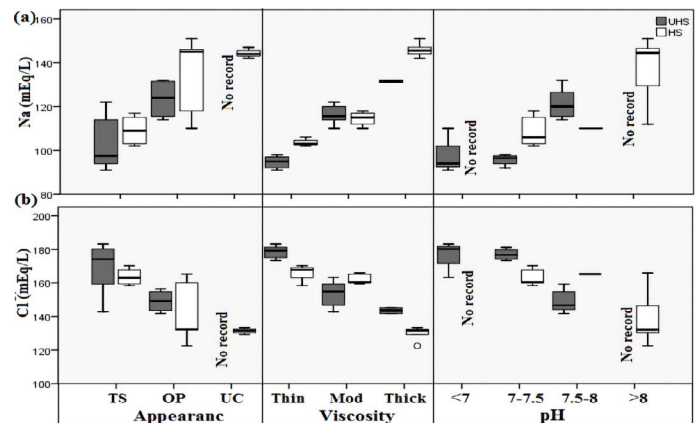 (a)
UHS
HS
Na (mEq/L)
160
140
120
100
80
No record
No record
No record
(b)
Cl (mEq/L)
200
180
160
140
120
100
No record
No record
No record
TS OP UC Thin Mod Thick <7 7-7.5 7.5-8 >8
Appearanc Viscosity pH